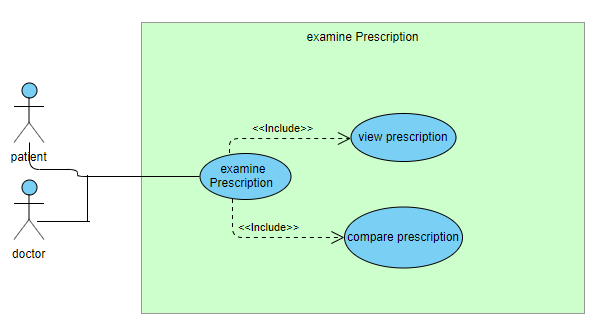 examine Prescription
<<Include>>
view prescription
patient
examine
Prescription
<<Include>>
compare prescription
doctor